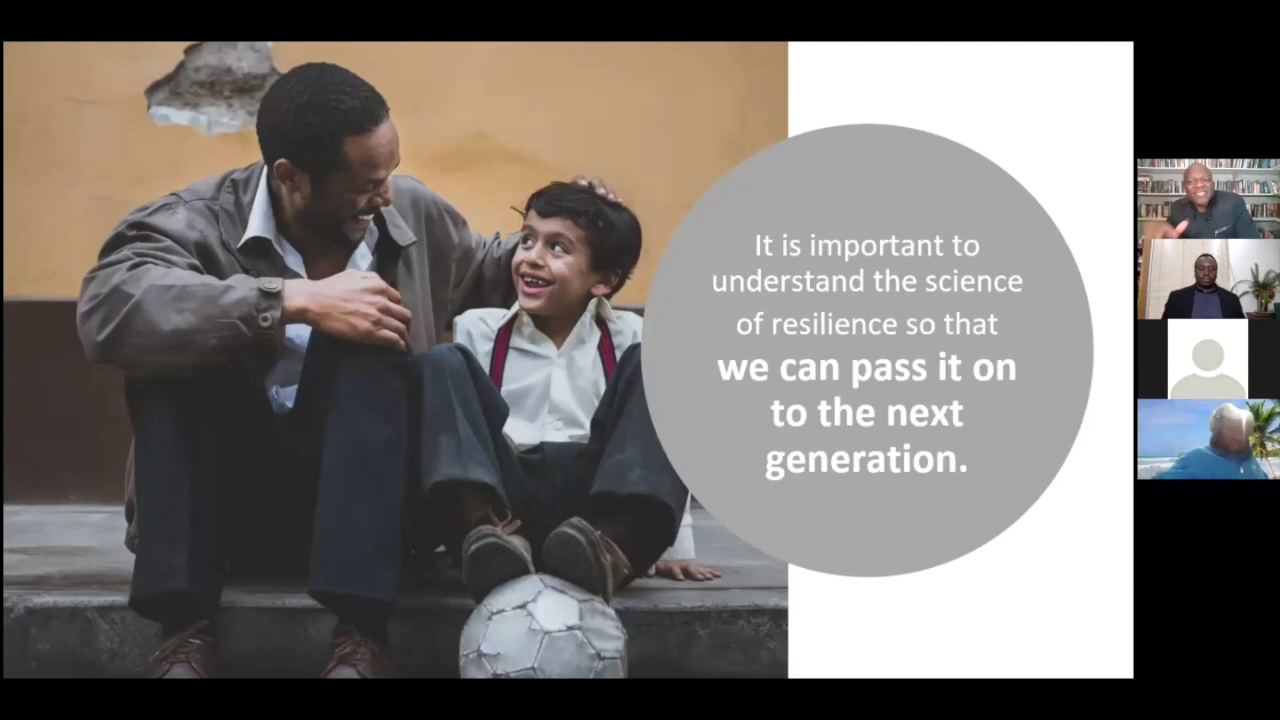 It is important to
understand the science
of resilience so that
we can pass it on
to the next
generation.